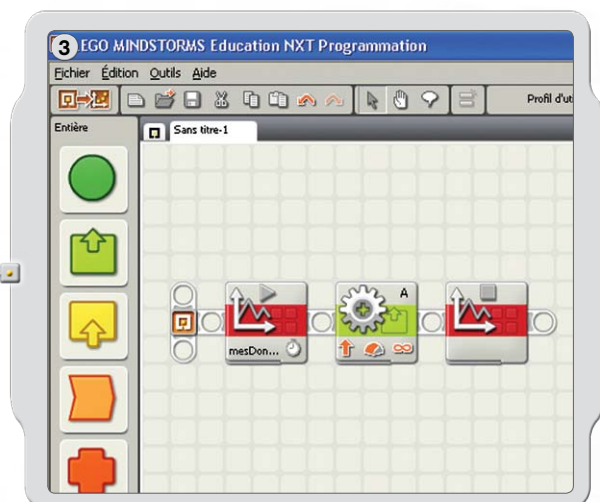 3 EGO MINDSTORMS Education NXT Programmation
Fichier Édition Outils Aide
Profil d'ut
Entière
Sans titre-1
A
mesDon...